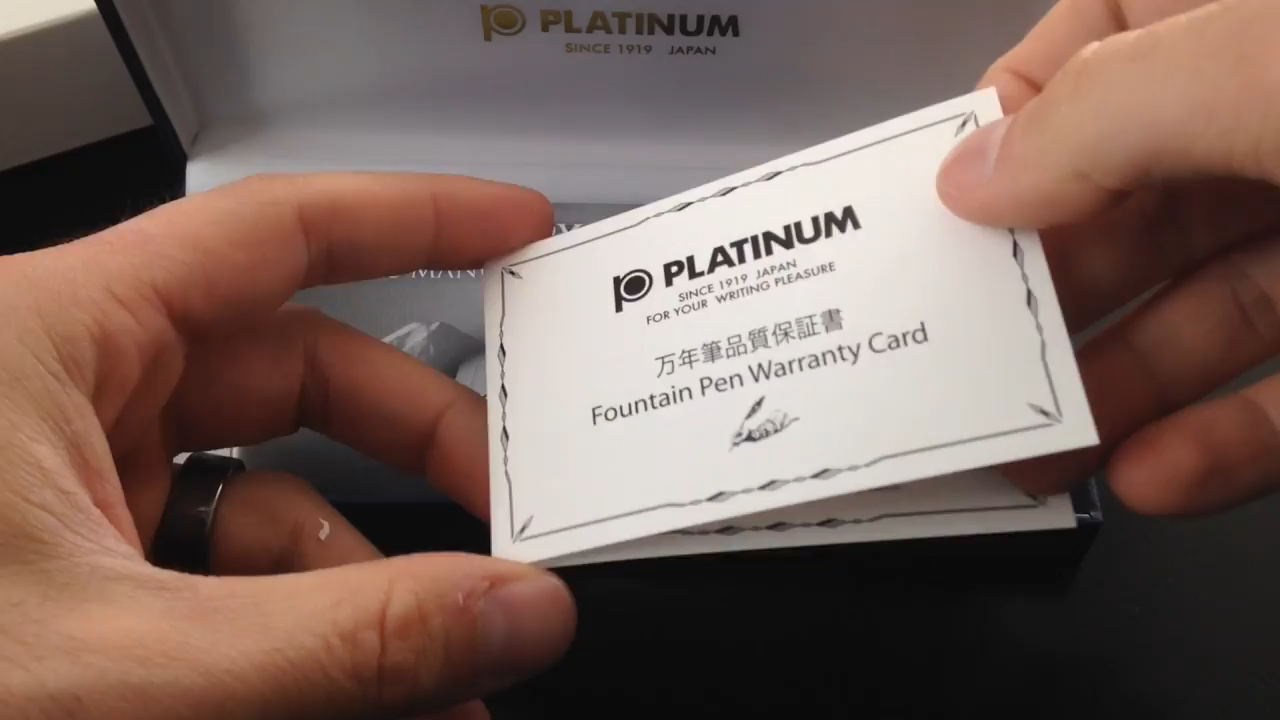 PLATINUM
SINCE 1919 JAPAN
PLATINUM
SINCE 1919 JAPAN
FOR YOUR WRITING PLEASURE
万年筆品質保証書
Fountain Pen Warranty Card